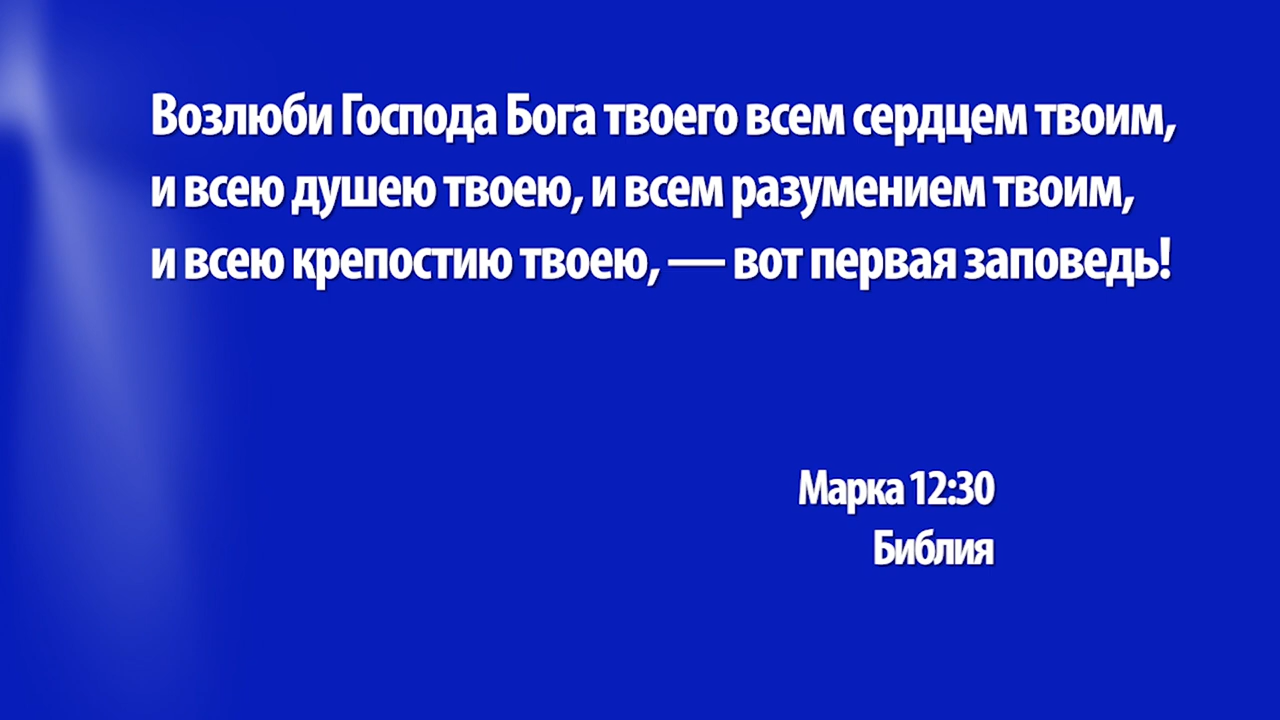 Возлюби Господа Бога твоего всем сердцем твоим,
и всею душею твоею, и всем разумением твоим,
и всею крепостию твоею, — вот первая заповедь!
Марка 12:30
Библия